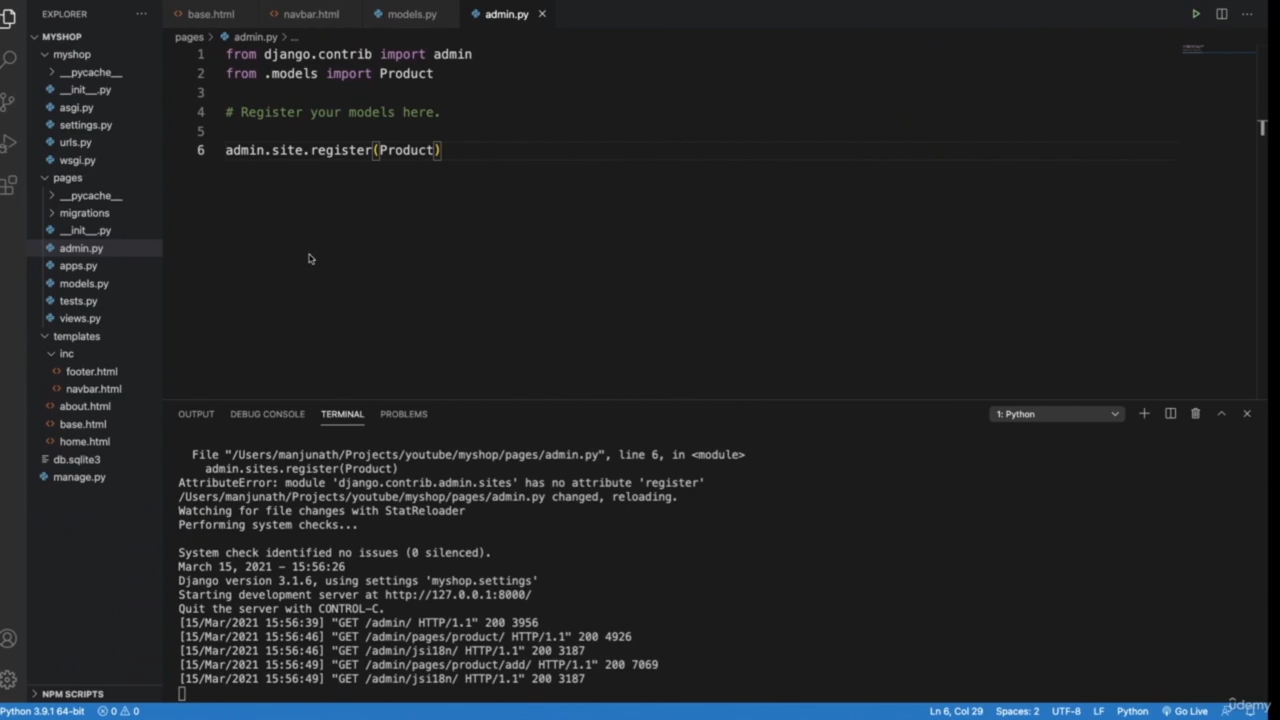 EXPLORER
MYSHOP
myshop
__pycache__
__init__.py
asgi.py
settings.py
urls.py
wsgi.py
pages
__pycache__
migrations
__init__.py
admin.py
apps.py
models.py
tests.py
views.py
templates
inc
footer.html
navbar.html
about.html
base.html
home.html
db.sqlite3
manage.py
NPM SCRIPTS
base.html navbar.html models.py admin.py
pages > admin.py > ...
1 from django.contrib import admin
2 from .models import Product
3
4 # Register your models here.
5
6 admin.site.register(Product)
OUTPUT DEBUG CONSOLE TERMINAL PROBLEMS 1: Python
File "/Users/manjunath/Projects/youtube/myshop/pages/admin.py", line 6, in <module>
admin.sites.register(Product)
AttributeError: module 'django.contrib.admin.sites' has no attribute 'register'
/Users/manjunath/Projects/youtube/myshop/pages/admin.py changed, reloading.
Watching for file changes with StatReloader
Performing system checks...
System check identified no issues (0 silenced).
March 15, 2021 - 15:56:26
Django version 3.1.6, using settings 'myshop.settings'
Starting development server at http://127.0.0.1:8000/
Quit the server with CONTROL-C.
[15/Mar/2021 15:56:39] "GET /admin/ HTTP/1.1" 200 3956
[15/Mar/2021 15:56:46] "GET /admin/pages/product/ HTTP/1.1" 200 4926
[15/Mar/2021 15:56:46] "GET /admin/jsi18n/ HTTP/1.1" 200 3187
[15/Mar/2021 15:56:49] "GET /admin/pages/product/add/ HTTP/1.1" 200 7069
[15/Mar/2021 15:56:49] "GET /admin/jsi18n/ HTTP/1.1" 200 3187
Python 3.9.1 64-bit 0 0 Ln 6, Col 29 Spaces: 2 UTF-8 LF Python Go Live
udemy